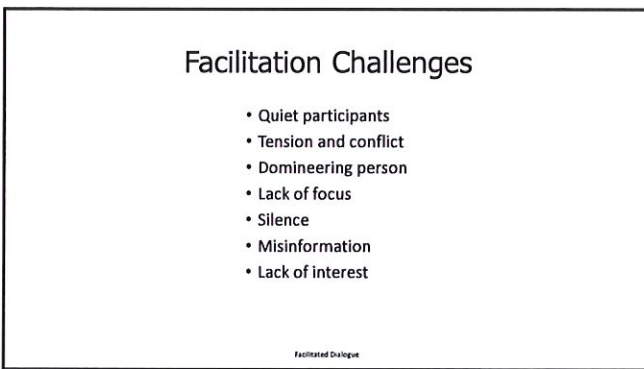 Facilitation Challenges
• Quiet participants
• Tension and conflict
• Domineering person
• Lack of focus
• Silence
• Misinformation
• Lack of interest
Facilitated Dialogue